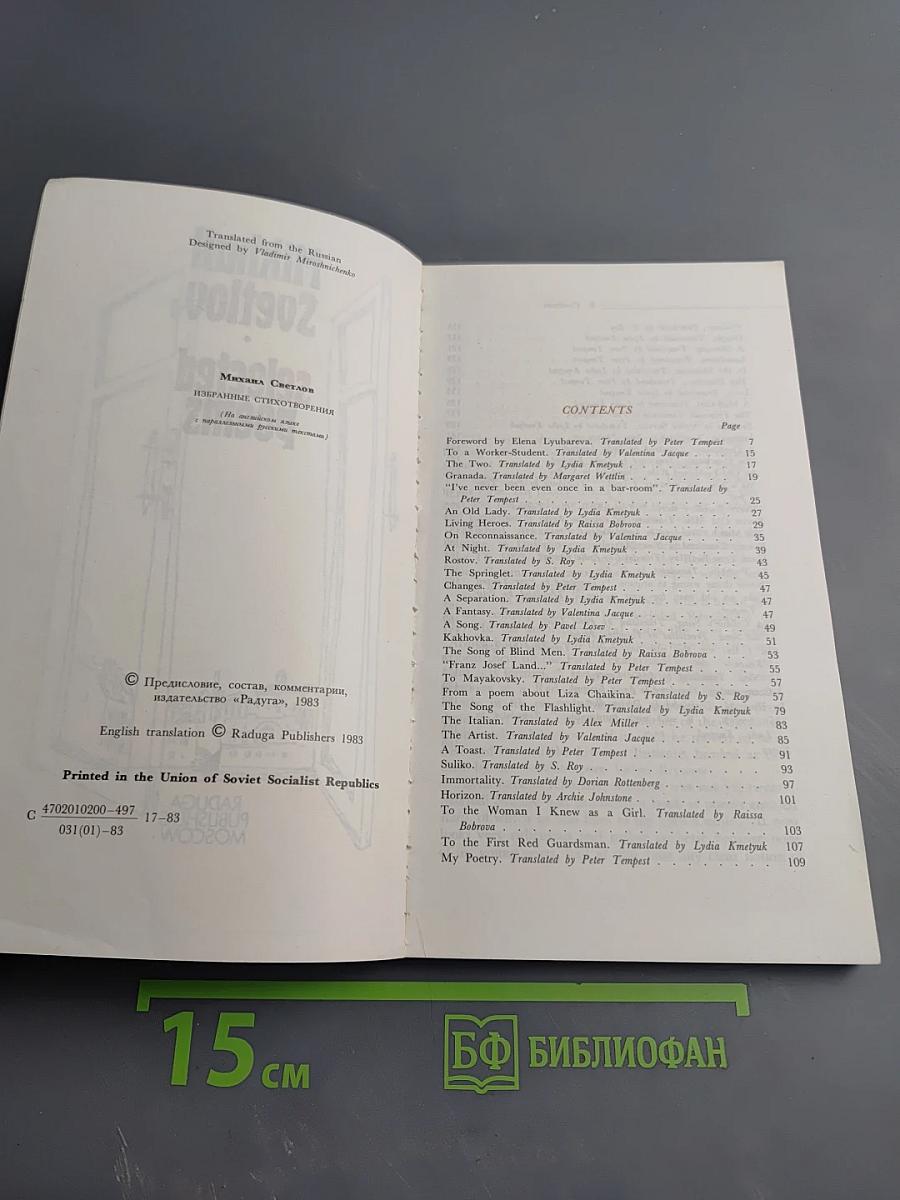 Translated from the Russian
Designed by Vladimir Miroshnichenko
Михаил Светлов
ИЗБРАННЫЕ СТИХОТВОРЕНИЯ
(На английском языке
с параллельными русскими текстами)
© Предисловие, состав, комментарии,
издательство «Радуга», 1983
English translation © Raduga Publishers 1983
Printed in the Union of Soviet Socialist Republics
С 4702010200–497 17–83
031(01)–83
CONTENTS
Page
Foreword by Elena Lyubareva. Translated by Peter Tempest 7
To a Worker-Student. Translated by Valentina Jacque . . . 15
The Two. Translated by Lydia Kmetyuk . . . . . . . . 17
Granada. Translated by Margaret Wettlin . . . . . . . . 19
"I've never been even once in a bar-room". Translated by
Peter Tempest . . . . . . . . . . . . . . . . . . 25
An Old Lady. Translated by Lydia Kmetyuk . . . . . . . 27
Living Heroes. Translated by Raissa Bobrova . . . . . . . 29
On Reconnaissance. Translated by Valentina Jacque . . . . 35
At Night. Translated by Lydia Kmetyuk . . . . . . . . 39
Rostov. Translated by S. Roy . . . . . . . . . . . . 43
The Springlet. Translated by Lydia Kmetyuk . . . . . . 45
Changes. Translated by Peter Tempest . . . . . . . . . 47
A Separation. Translated by Lydia Kmetyuk . . . . . . . 47
A Fantasy. Translated by Valentina Jacque . . . . . . . 47
A Song. Translated by Pavel Losev . . . . . . . . . . 49
Kakhovka. Translated by Lydia Kmetyuk . . . . . . . . 51
The Song of Blind Men. Translated by Raissa Bobrova . . . 53
"Franz Josef Land..." Translated by Peter Tempest . . . . 55
To Mayakovsky. Translated by Peter Tempest . . . . . . 57
From a poem about Liza Chaikina. Translated by S. Roy 57
The Song of the Flashlight. Translated by Lydia Kmetyuk 79
The Italian. Translated by Alex Miller . . . . . . . . . 83
The Artist. Translated by Valentina Jacque . . . . . . . 85
A Toast. Translated by Peter Tempest . . . . . . . . . 91
Suliko. Translated by S. Roy . . . . . . . . . . . . 93
Immortality. Translated by Dorian Rottenberg . . . . . . 97
Horizon. Translated by Archie Johnstone . . . . . . . . 101
To the Woman I Knew as a Girl. Translated by Raissa
Bobrova . . . . . . . . . . . . . . . . . . . . 103
To the First Red Guardsman. Translated by Lydia Kmetyuk 107
My Poetry. Translated by Peter Tempest . . . . . . . . 109
15 см
БФ БИБЛИОФАН